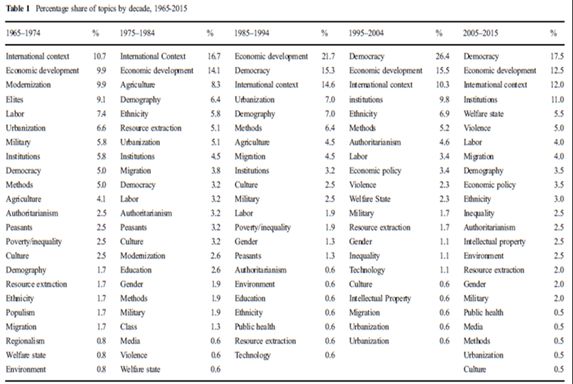 Table 1 Percentage share of topics by decade, 1965-2015
1965–1974 % 1975-1984 % 1985-1994 % 1995-2004 % 2005-2015 %
International context 10.7 International Context 16.7 Economic development 21.7 Democracy 26.4 Democracy 17.5
Economic development 9.9 Economic development 14.1 Democracy 15.3 Economic development 15.5 Economic development 12.5
Modernization 9.9 Agriculture 8.3 International context 14.6 International context 10.3 International Context 12.0
Elites 9.1 Demography 6.4 Urbanization 7.0 institutions 9.8 Institutions 11.0
Labor 7.4 Ethnicity 5.8 Demography 7.0 Ethnicity 6.9 Welfare state 5.5
Urbanization 6.6 Resource extraction 5.1 Methods 6.4 Methods 5.2 Violence 5.0
Military 5.8 Urbanization 5.1 Agriculture 4.5 Authoritarianism 4.6 Labor 4.0
Institutions 5.8 Institutions 4.5 Migration 4.5 Labor 3.4 Migration 4.0
Democracy 5.0 Migration 3.8 Institutions 3.2 Economic policy 3.4 Demography 3.5
Methods 5.0 Democracy 3.2 Culture 2.5 Violence 2.3 Economic policy 3.5
Agriculture 4.1 Labor 3.2 Military 2.5 Welfare State 2.3 Ethnicity 3.0
Authoritarianism 2.5 Authoritarianism 3.2 Labor 1.9 Military 1.7 Inequality 2.5
Peasants 2.5 Peasants 3.2 Poverty/inequality 1.9 Resource extraction 1.7 Authoritarianism 2.5
Poverty/inequality 2.5 Culture 3.2 Gender 1.3 Gender 1.1 Intellectual property 2.5
Culture 2.5 Modernization 2.6 Peasants 1.3 Inequality 1.1 Environment 2.5
Demography 1.7 Education 2.6 Authoritarianism 0.6 Technology 1.1 Resource extraction 2.0
Resource extraction 1.7 Gender 1.9 Environment 0.6 Culture 0.6 Gender 2.0
Ethnicity 1.7 Methods 1.9 Education 0.6 Intellectual Property 0.6 Military 2.0
Populism 1.7 Military 1.9 Ethnicity 0.6 Migration 0.6 Public health 0.5
Migration 1.7 Class 1.3 Public health 0.6 Urbanization 0.6 Media 0.5
Regionalism 0.8 Media 0.6 Resource extraction 0.6 Urbanization 0.6 Methods 0.5
Welfare state 0.8 Violence 0.6 Technology 0.6 Urbanization 0.5
Environment 0.8 Welfare state 0.6 Culture 0.5